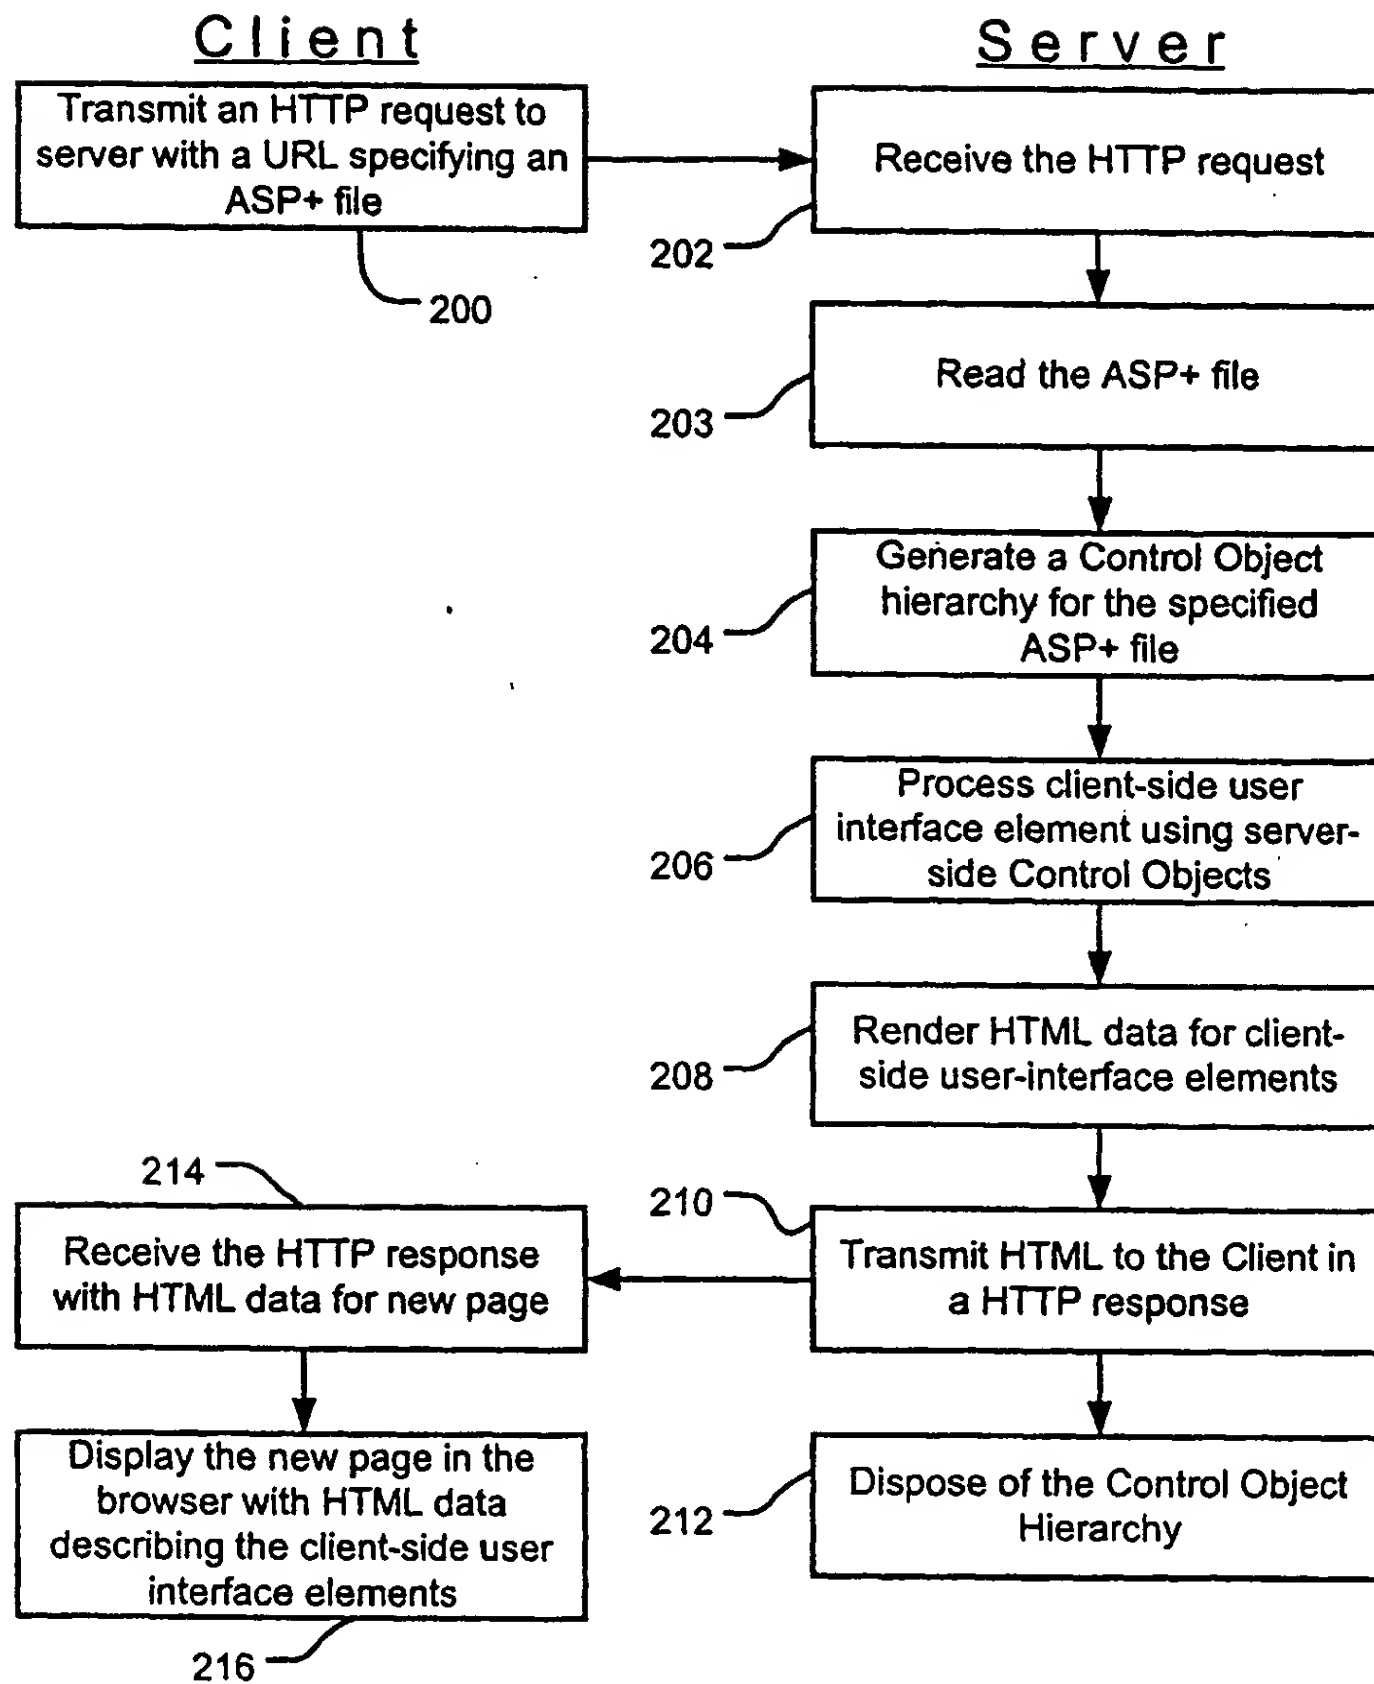 Client
Server
Transmit an HTTP request to
server with a URL specifying an
ASP+ file
200
Receive the HTTP request
202
Read the ASP+ file
203
Generate a Control Object
hierarchy for the specified
ASP+ file
204
Process client-side user
interface element using server-
side Control Objects
206
Render HTML data for client-
side user-interface elements
208
210
Transmit HTML to the Client in
a HTTP response
214
Receive the HTTP response
with HTML data for new page
Display the new page in the
browser with HTML data
describing the client-side user
interface elements
216
Dispose of the Control Object
Hierarchy
212